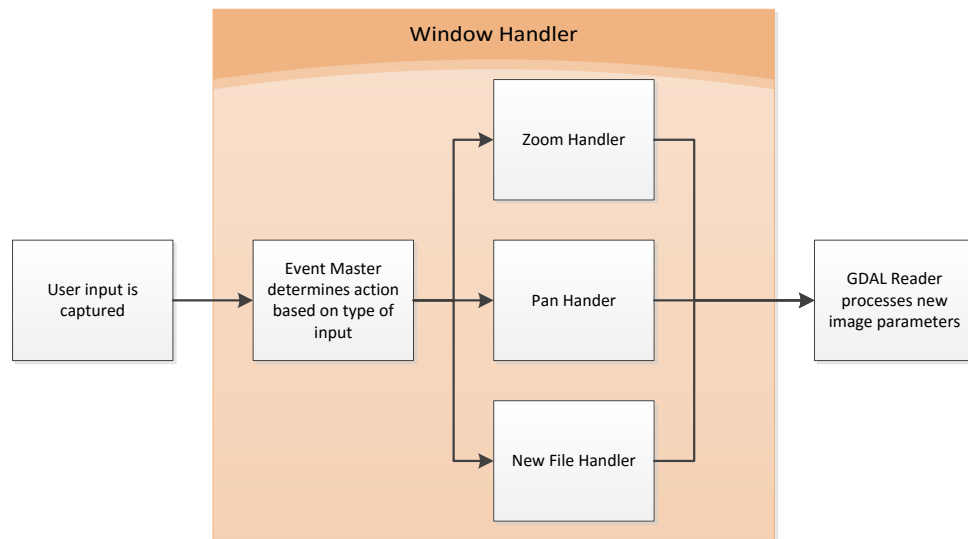 Window Handler
Zoom Handler
User input is
captured
Event Master
determines action
based on type of
input
Pan Hander
GDAL Reader
processes new
image parameters
New File Handler